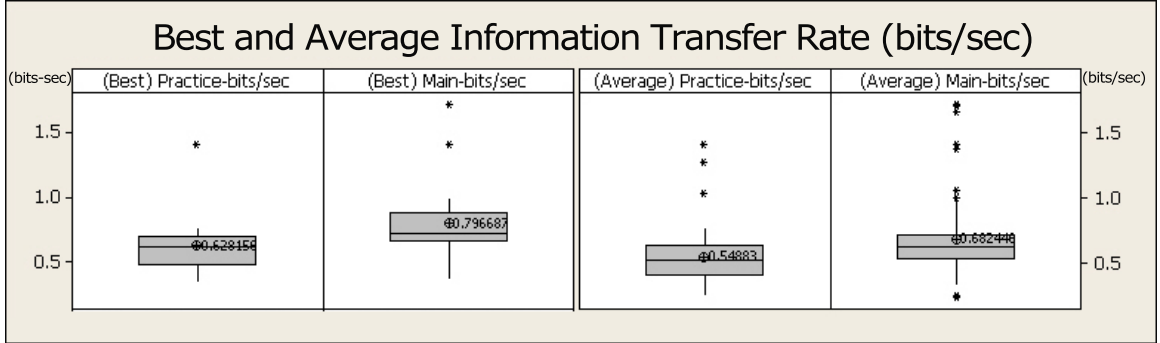 Best and Average Information Transfer Rate (bits/sec)
(bits-sec) (Best) Practice-bits/sec (Best) Main-bits/sec (Average) Practice-bits/sec (Average) Main-bits/sec (bits/sec)
1.5 1.5
1.0 1.0
0.796687
0.628156 0.54883 0.682446
0.5 0.5